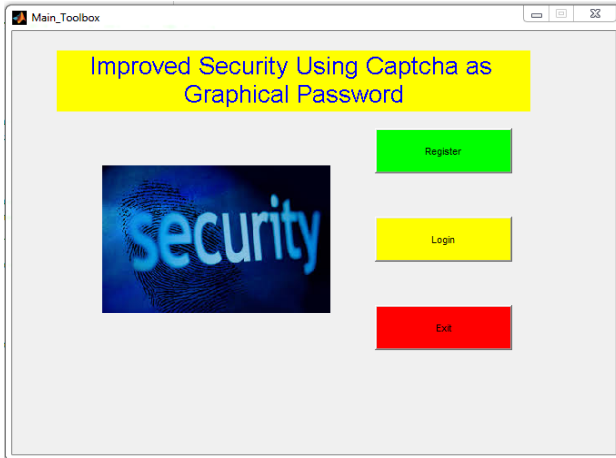 Main_Toolbox
Improved Security Using Captcha as
Graphical Password
Register
security
Login
Exit